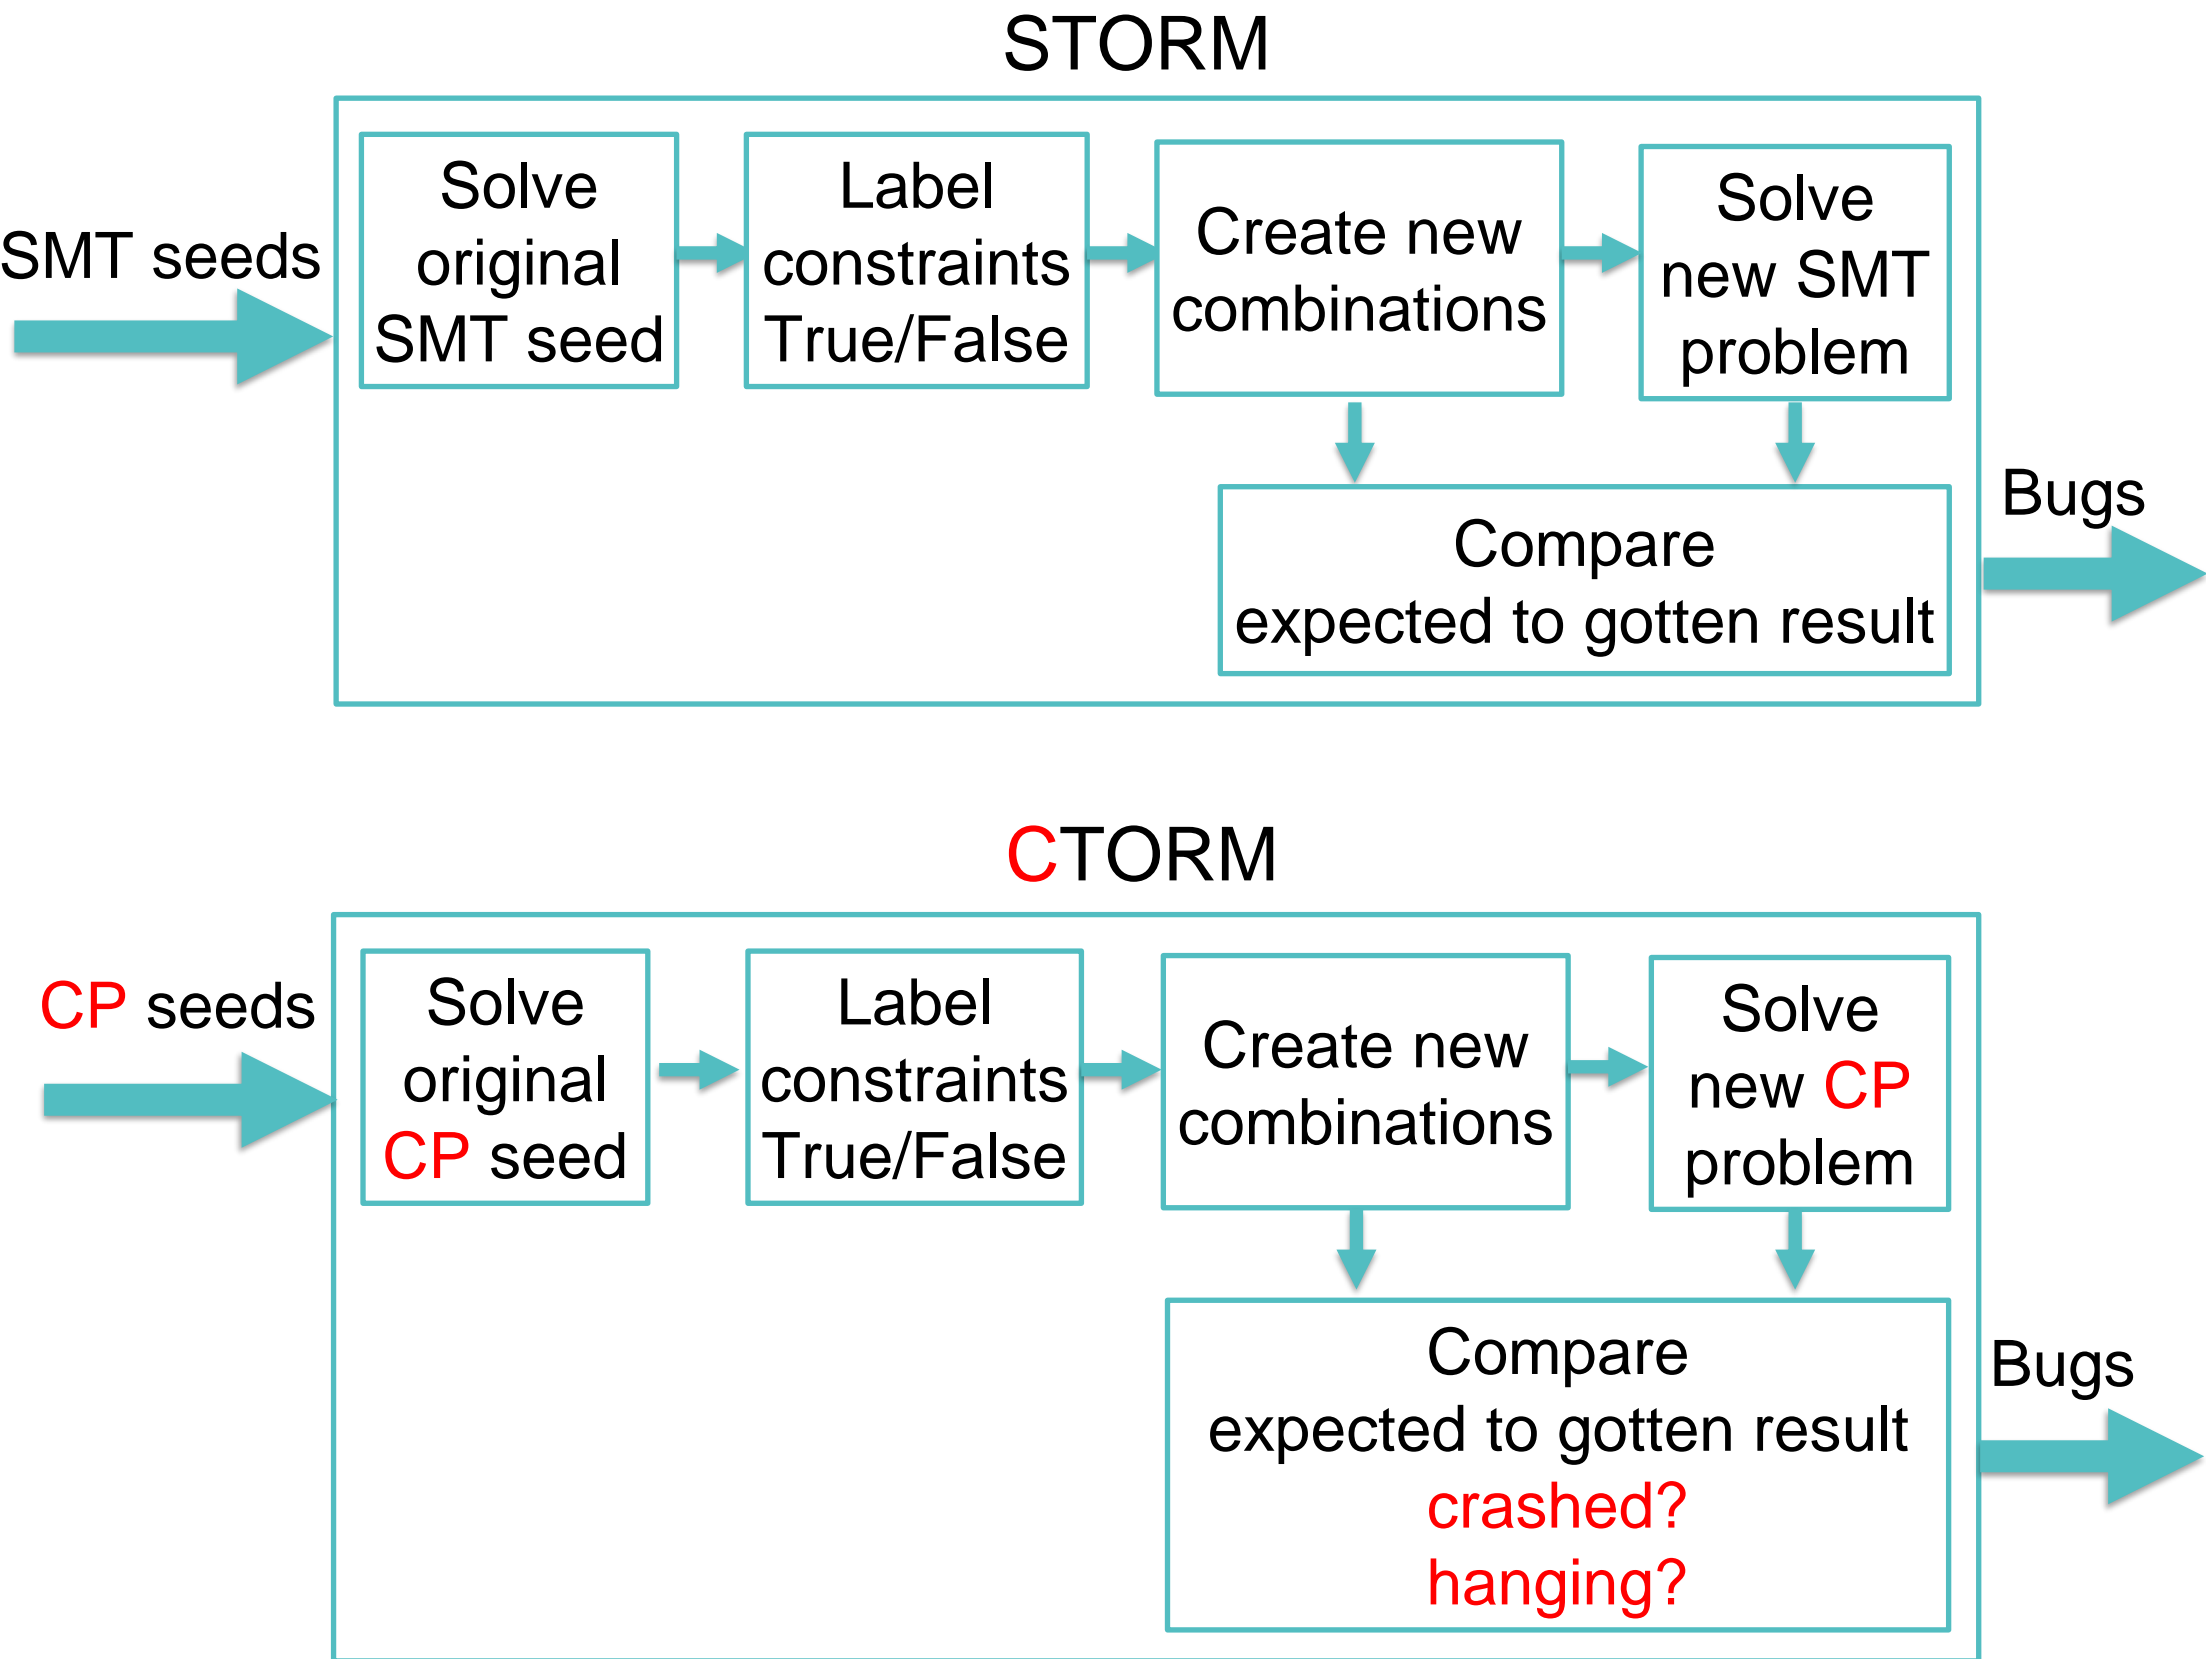 STORM
SMT seeds
Solve
original
SMT seed
Label
constraints
True/False
Create new
combinations
Solve
new SMT
problem
Compare
expected to gotten result
Bugs
CTORM
CP seeds
Solve
original
CP seed
Label
constraints
True/False
Create new
combinations
Solve
new CP
problem
Compare
expected to gotten result
crashed?
hanging?
Bugs